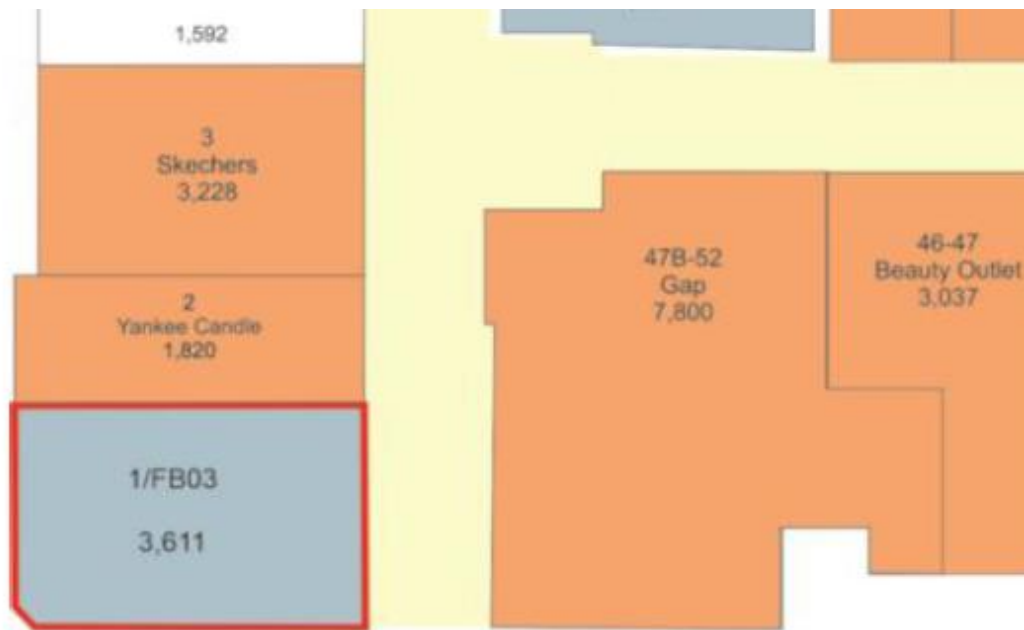 1,592
3
Skechers
3,228
2
Yankee Candle
1,820
1/FB03
3,611
47B-52
Gap
7,800
46-47
Beauty Outlet
3,037